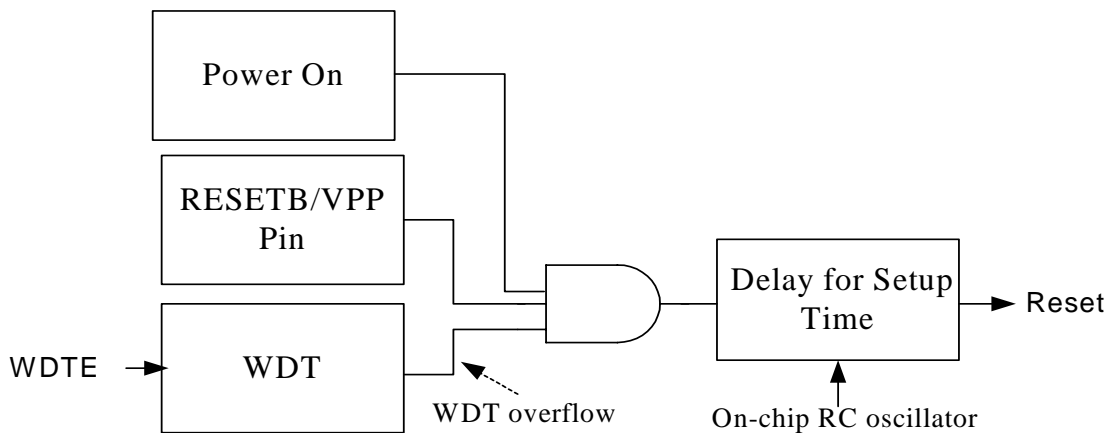 Power On
RESETB/VPP
Pin
WDTE
WDT
WDT overflow
Delay for Setup
Time
On-chip RC oscillator
Reset